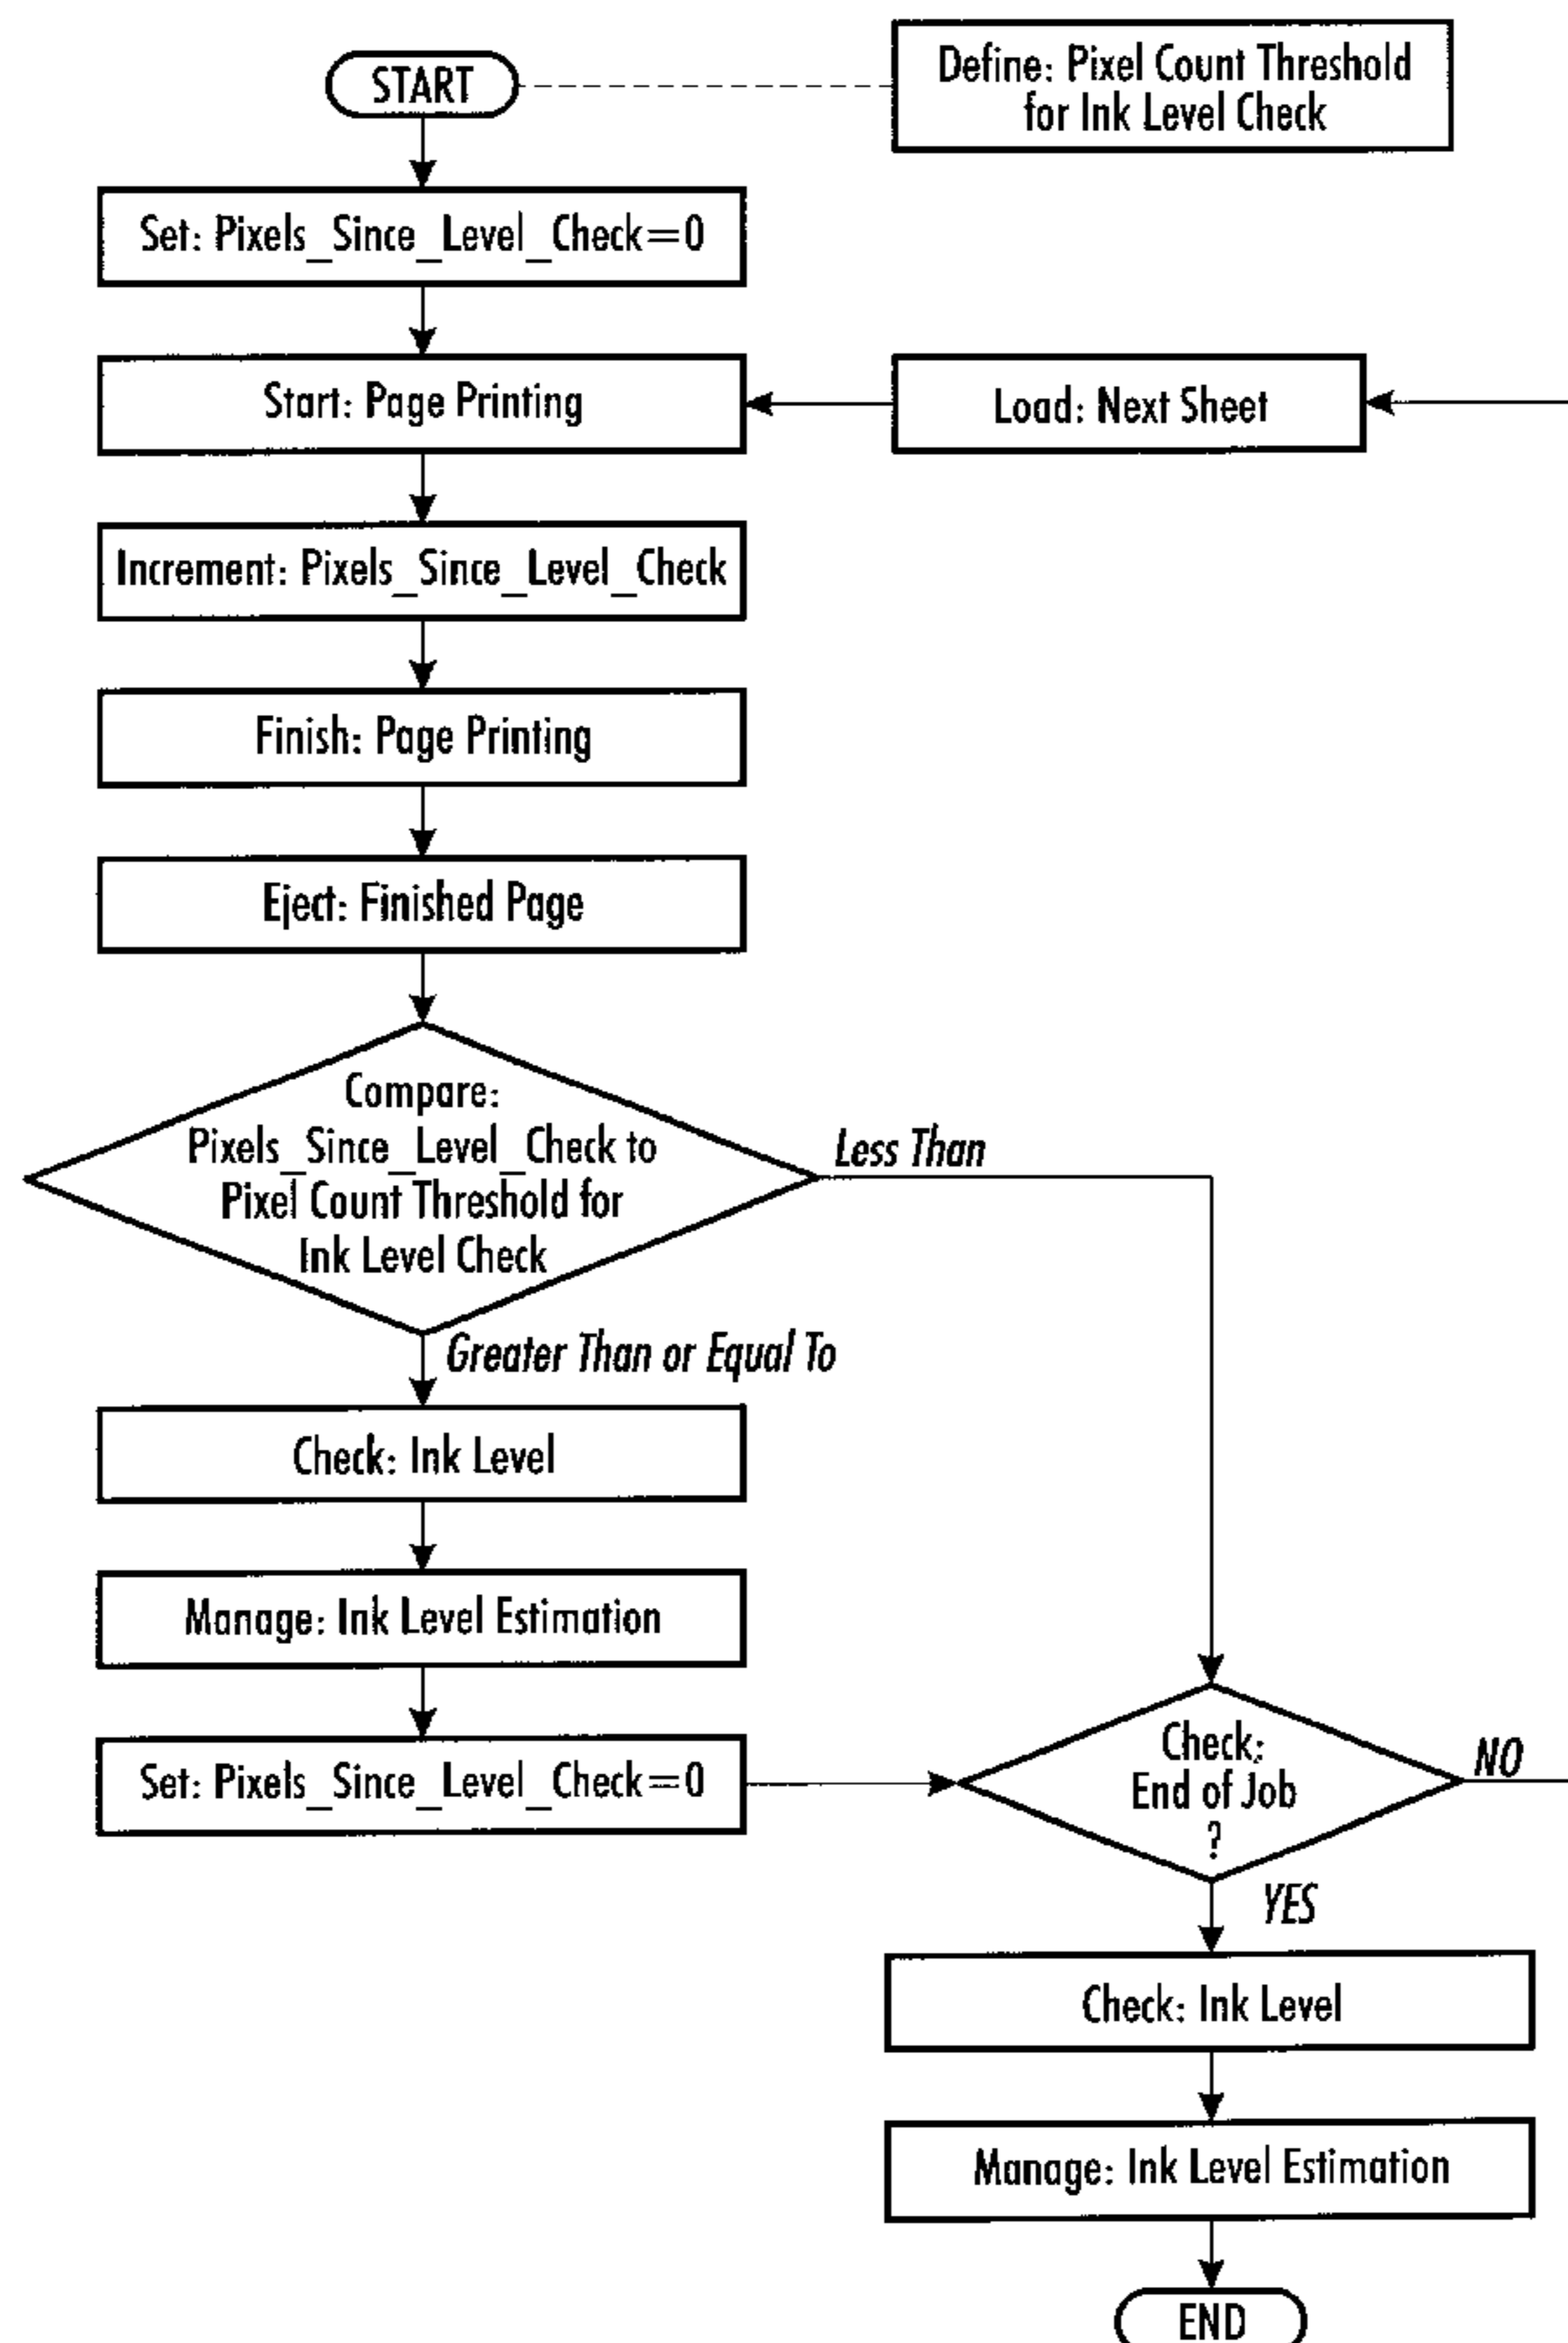 START
Define: Pixel Count Threshold
for Ink Level Check
Set: Pixels_Since_Level_Check=0
Start: Page Printing
Load: Next Sheet
Increment: Pixels_Since_Level_Check
Finish: Page Printing
Eject: Finished Page
Compare:
Pixels_Since_Level_Check to
Pixel Count Threshold for
Ink Level Check
Less Than
Greater Than or Equal To
Check: Ink Level
Manage: Ink Level Estimation
Set: Pixels_Since_Level_Check=0
Check:
End of Job
?
NO
YES
Check: Ink Level
Manage: Ink Level Estimation
END